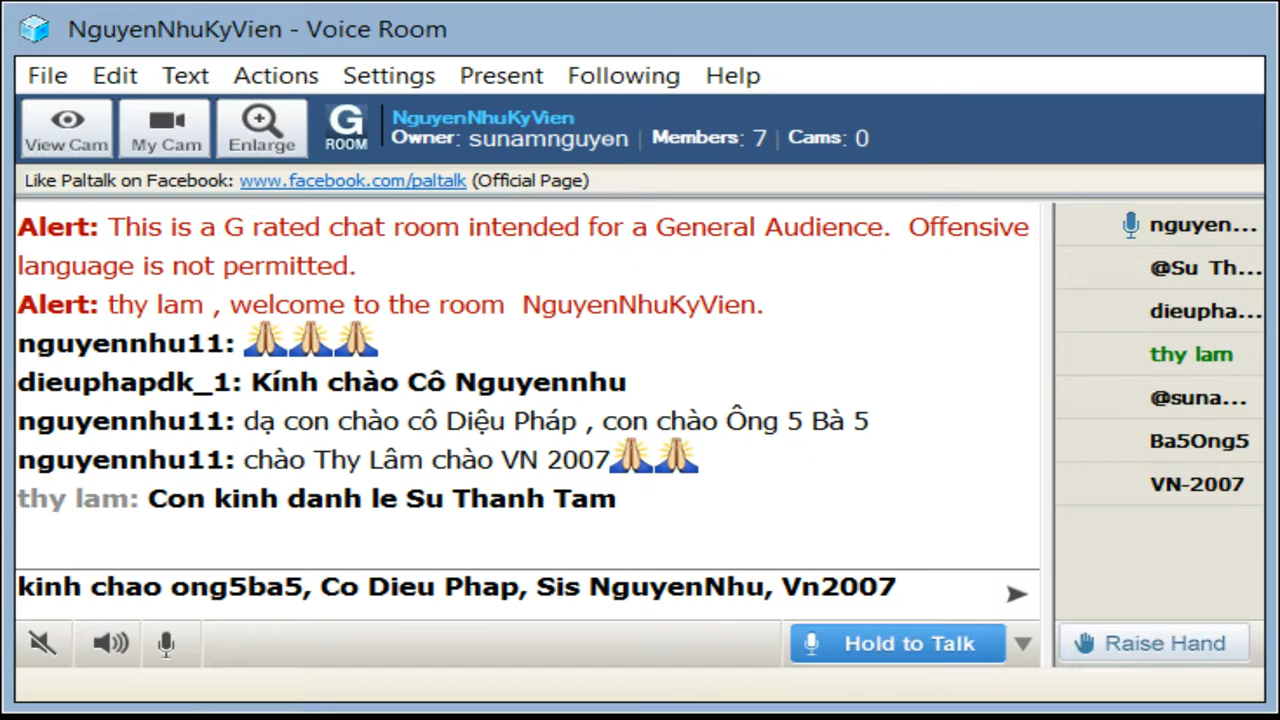 NguyenNhuKyVien - Voice Room
File Edit Text Actions Settings Present Following Help
View Cam My Cam Enlarge G ROOM
NguyenNhuKyVien
Owner: sunamnguyen | Members: 7 | Cams: 0
Like Paltalk on Facebook: www.facebook.com/paltalk (Official Page)
Alert: This is a G rated chat room intended for a General Audience. Offensive
language is not permitted.
Alert: thy lam , welcome to the room NguyenNhuKyVien.
nguyennhu11: 🙏🙏🙏
dieuphapdk_1: Kính chào Cô Nguyennhu
nguyennhu11: dạ con chào cô Diệu Pháp , con chào Ông 5 Bà 5
nguyennhu11: chào Thy Lâm chào VN 2007🙏🙏
thy lam: Con kinh danh le Su Thanh Tam
kinh chao ong5ba5, Co Dieu Phap, Sis NguyenNhu, Vn2007
Hold to Talk
nguyen...
@Su Th...
dieupha...
thy lam
@suna...
Ba5Ong5
VN-2007
Raise Hand